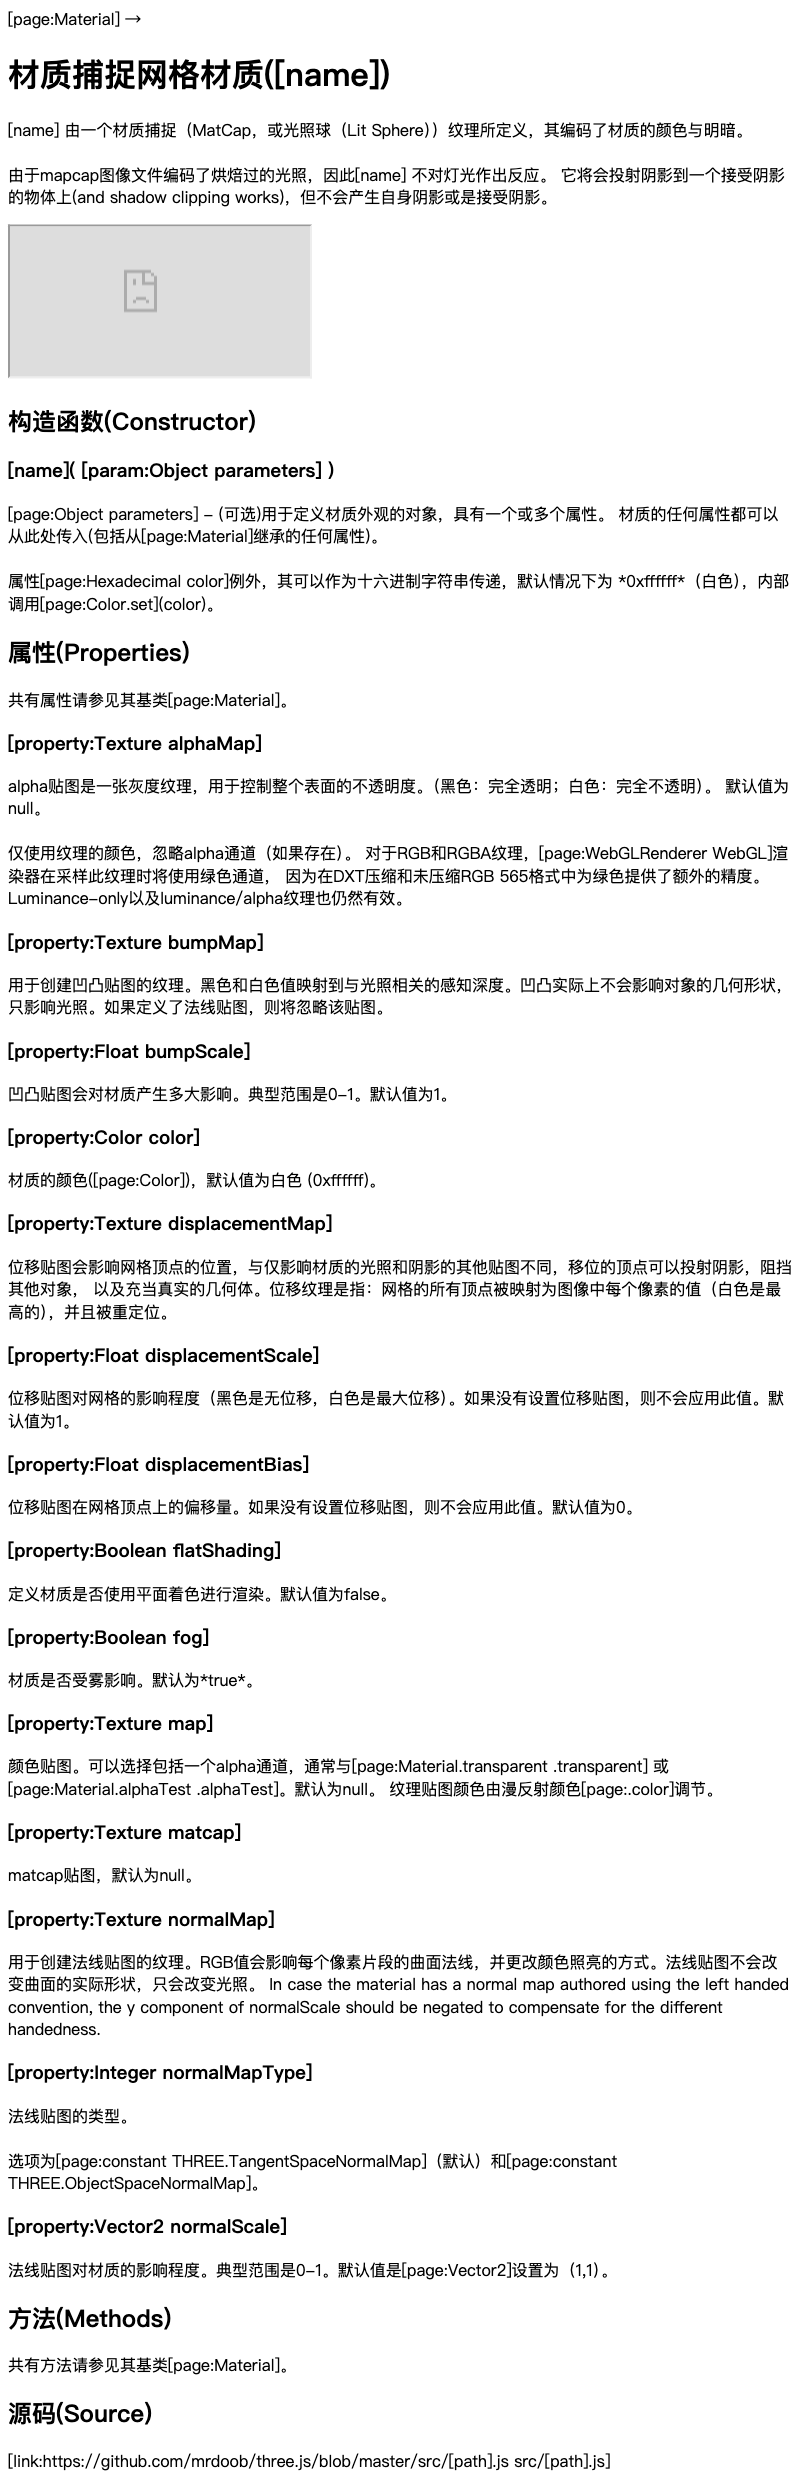 [page:Material] →
材质捕捉网格材质([name])
[name] 由一个材质捕捉（MatCap，或光照球（Lit Sphere））纹理所定义，其编码了材质的颜色与明暗。
由于mapcap图像文件编码了烘焙过的光照，因此[name] 不对灯光作出反应。 它将会投射阴影到一个接受阴影
的物体上(and shadow clipping works)，但不会产生自身阴影或是接受阴影。
构造函数(Constructor)
[name]( [param:Object parameters] )
[page:Object parameters] - (可选)用于定义材质外观的对象，具有一个或多个属性。 材质的任何属性都可以
从此处传入(包括从[page:Material]继承的任何属性)。
属性[page:Hexadecimal color]例外，其可以作为十六进制字符串传递，默认情况下为 *0xffffff*（白色），内部
调用[page:Color.set](color)。
属性(Properties)
共有属性请参见其基类[page:Material]。
[property:Texture alphaMap]
alpha贴图是一张灰度纹理，用于控制整个表面的不透明度。（黑色：完全透明；白色：完全不透明）。 默认值为
null。
仅使用纹理的颜色，忽略alpha通道（如果存在）。 对于RGB和RGBA纹理，[page:WebGLRenderer WebGL]渲
染器在采样此纹理时将使用绿色通道， 因为在DXT压缩和未压缩RGB 565格式中为绿色提供了额外的精度。
Luminance-only以及luminance/alpha纹理也仍然有效。
[property:Texture bumpMap]
用于创建凹凸贴图的纹理。黑色和白色值映射到与光照相关的感知深度。凹凸实际上不会影响对象的几何形状，
只影响光照。如果定义了法线贴图，则将忽略该贴图。
[property:Float bumpScale]
凹凸贴图会对材质产生多大影响。典型范围是0-1。默认值为1。
[property:Color color]
材质的颜色([page:Color])，默认值为白色 (0xffffff)。
[property:Texture displacementMap]
位移贴图会影响网格顶点的位置，与仅影响材质的光照和阴影的其他贴图不同，移位的顶点可以投射阴影，阻挡
其他对象， 以及充当真实的几何体。位移纹理是指：网格的所有顶点被映射为图像中每个像素的值（白色是最
高的），并且被重定位。
[property:Float displacementScale]
位移贴图对网格的影响程度（黑色是无位移，白色是最大位移）。如果没有设置位移贴图，则不会应用此值。默
认值为1。
[property:Float displacementBias]
位移贴图在网格顶点上的偏移量。如果没有设置位移贴图，则不会应用此值。默认值为0。
[property:Boolean flatShading]
定义材质是否使用平面着色进行渲染。默认值为false。
[property:Boolean fog]
材质是否受雾影响。默认为*true*。
[property:Texture map]
颜色贴图。可以选择包括一个alpha通道，通常与[page:Material.transparent .transparent] 或
[page:Material.alphaTest .alphaTest]。默认为null。 纹理贴图颜色由漫反射颜色[page:.color]调节。
[property:Texture matcap]
matcap贴图，默认为null。
[property:Texture normalMap]
用于创建法线贴图的纹理。RGB值会影响每个像素片段的曲面法线，并更改颜色照亮的方式。法线贴图不会改
变曲面的实际形状，只会改变光照。 In case the material has a normal map authored using the left handed
convention, the y component of normalScale should be negated to compensate for the different
handedness.
[property:Integer normalMapType]
法线贴图的类型。
选项为[page:constant THREE.TangentSpaceNormalMap]（默认）和[page:constant
THREE.ObjectSpaceNormalMap]。
[property:Vector2 normalScale]
法线贴图对材质的影响程度。典型范围是0-1。默认值是[page:Vector2]设置为（1,1）。
方法(Methods)
共有方法请参见其基类[page:Material]。
源码(Source)
[link:https://github.com/mrdoob/three.js/blob/master/src/[path].js src/[path].js]